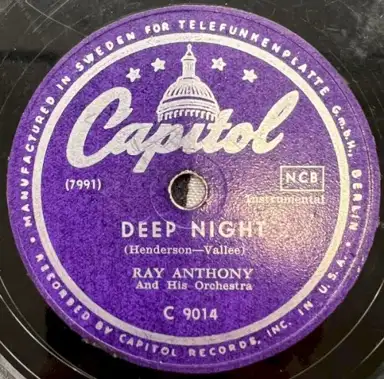 MANUFACTURED IN SWEDEN FOR TELEFUNKENPLATTE G.m.b.H., BERLIN
Capitol
(7991)
NCB
Instrumental
DEEP NIGHT
(Henderson—Vallee)
RAY ANTHONY
And His Orchestra
C 9014
RECORDED BY CAPITOL RECORDS, INC. IN U.S.A.